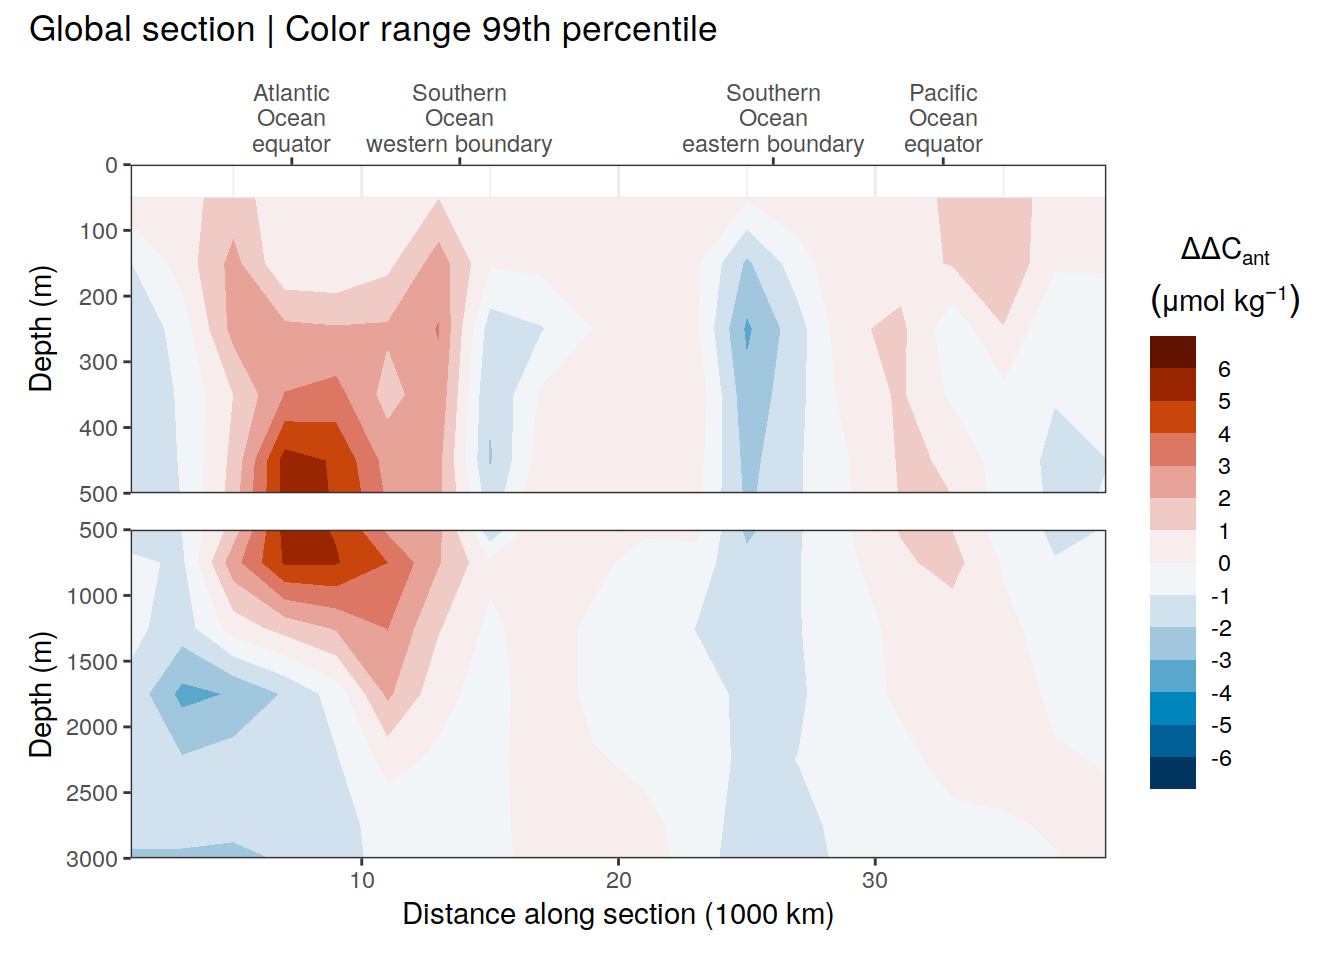 Global section | Color range 99th percentile
Atlantic
Ocean
equator
Southern
Ocean
western boundary
Southern
Ocean
eastern boundary
Pacific
Ocean
equator
Depth (m)
0
100
200
300
400
500
Depth (m)
500
1000
1500
2000
2500
3000
10
20
30
Distance along section (1000 km)
ΔΔC_ant
(μmol kg⁻¹)
6
5
4
3
2
1
0
-1
-2
-3
-4
-5
-6